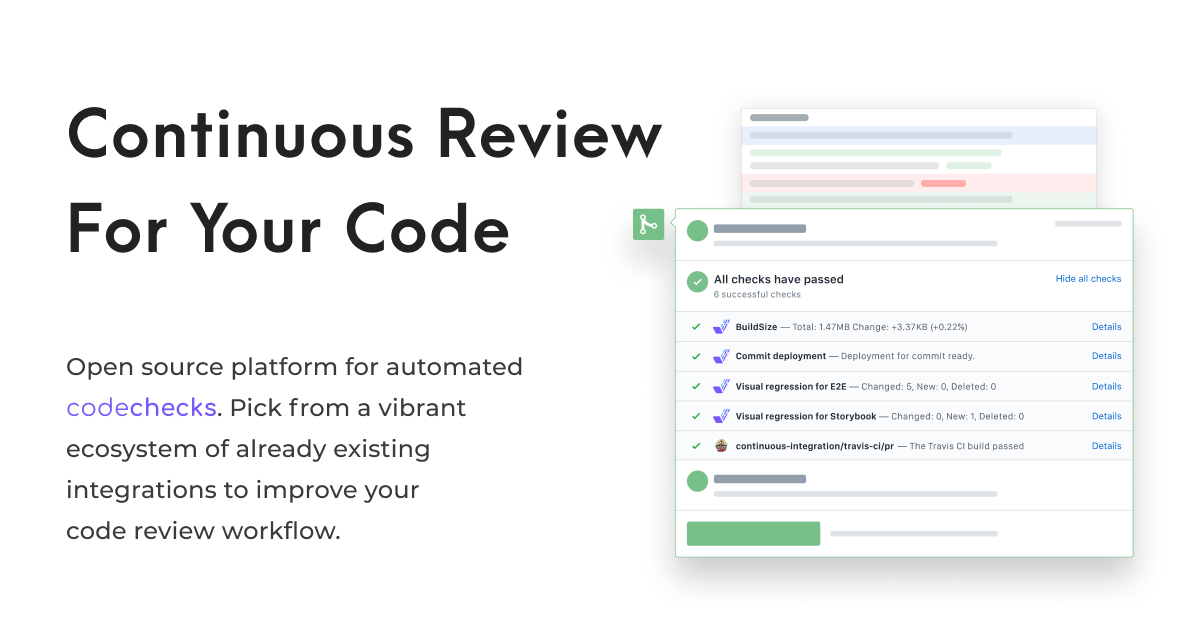 Continuous Review
For Your Code
Open source platform for automated
codechecks. Pick from a vibrant
ecosystem of already existing
integrations to improve your
code review workflow.
All checks have passed
Hide all checks
6 successful checks
BuildSize — Total: 1.47MB Change: +3.37KB (+0.22%) Details
Commit deployment — Deployment for commit ready. Details
Visual regression for E2E — Changed: 5, New: 0, Deleted: 0 Details
Visual regression for Storybook — Changed: 0, New: 1, Deleted: 0 Details
continuous-integration/travis-ci/pr — The Travis CI build passed Details